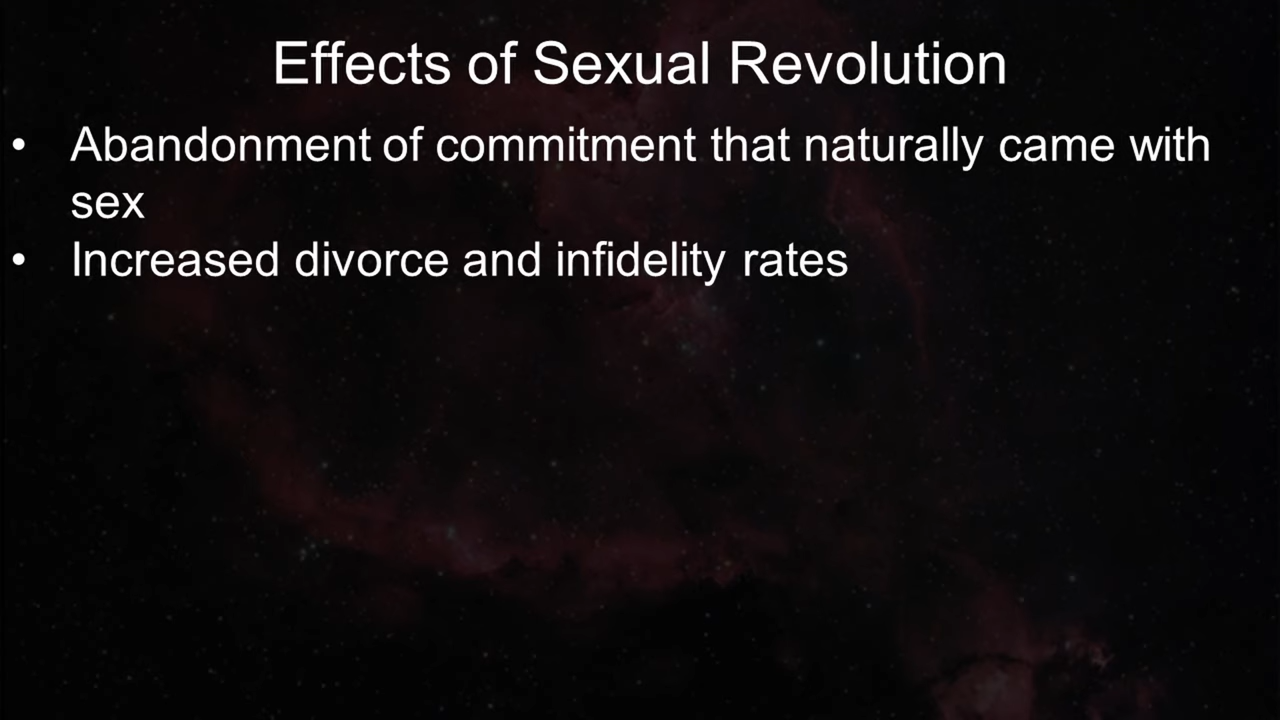 Effects of Sexual Revolution
• Abandonment of commitment that naturally came with
sex
• Increased divorce and infidelity rates